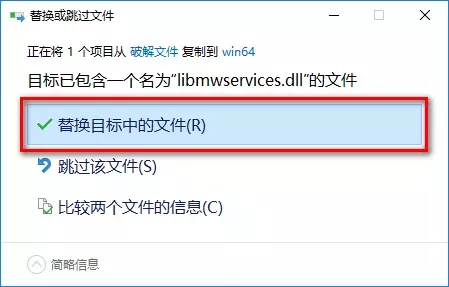 替换或跳过文件
正在将 1 个项目从 破解文件 复制到 win64
目标已包含一个名为“libmwservices.dll”的文件
替换目标中的文件(R)
跳过该文件(S)
比较两个文件的信息(C)
简略信息